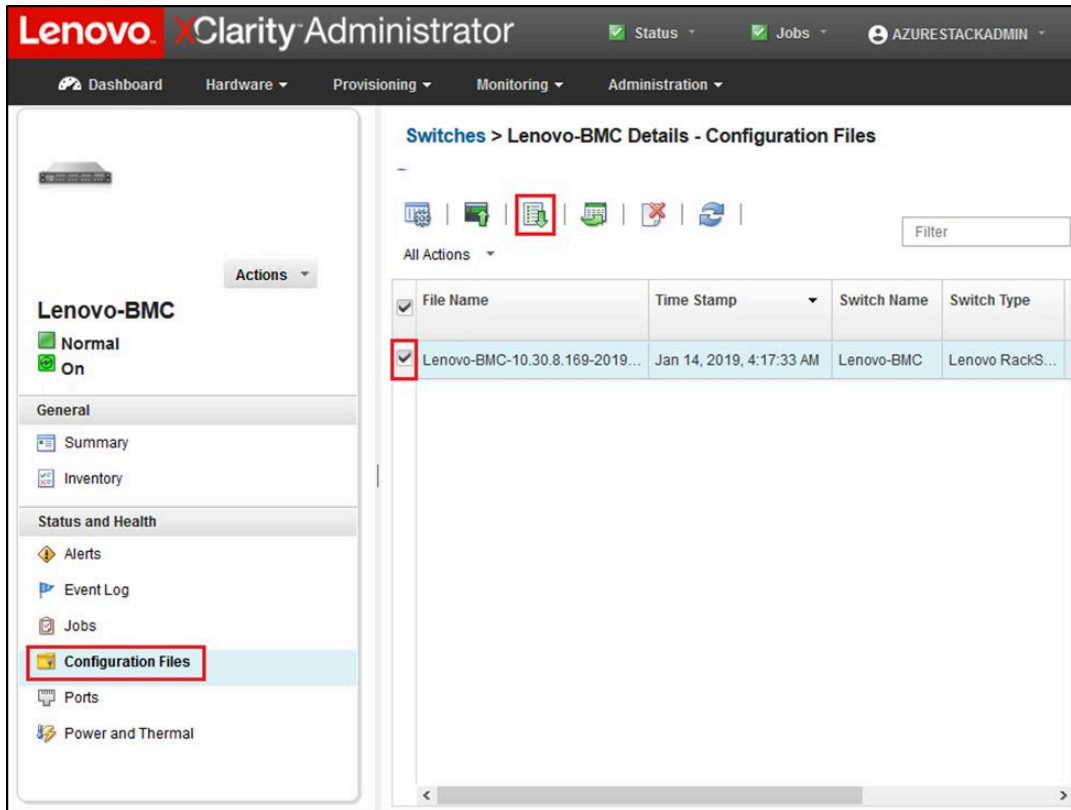 Lenovo. XClarity Administrator Status Jobs AZURESTACKADMIN
Dashboard Hardware Provisioning Monitoring Administration
Switches > Lenovo-BMC Details - Configuration Files
Filter
All Actions
Actions
Lenovo-BMC
Normal
On
General
Summary
Inventory
Status and Health
Alerts
Event Log
Jobs
Configuration Files
Ports
Power and Thermal
File Name Time Stamp Switch Name Switch Type
Lenovo-BMC-10.30.8.169-2019... Jan 14, 2019, 4:17:33 AM Lenovo-BMC Lenovo RackS...